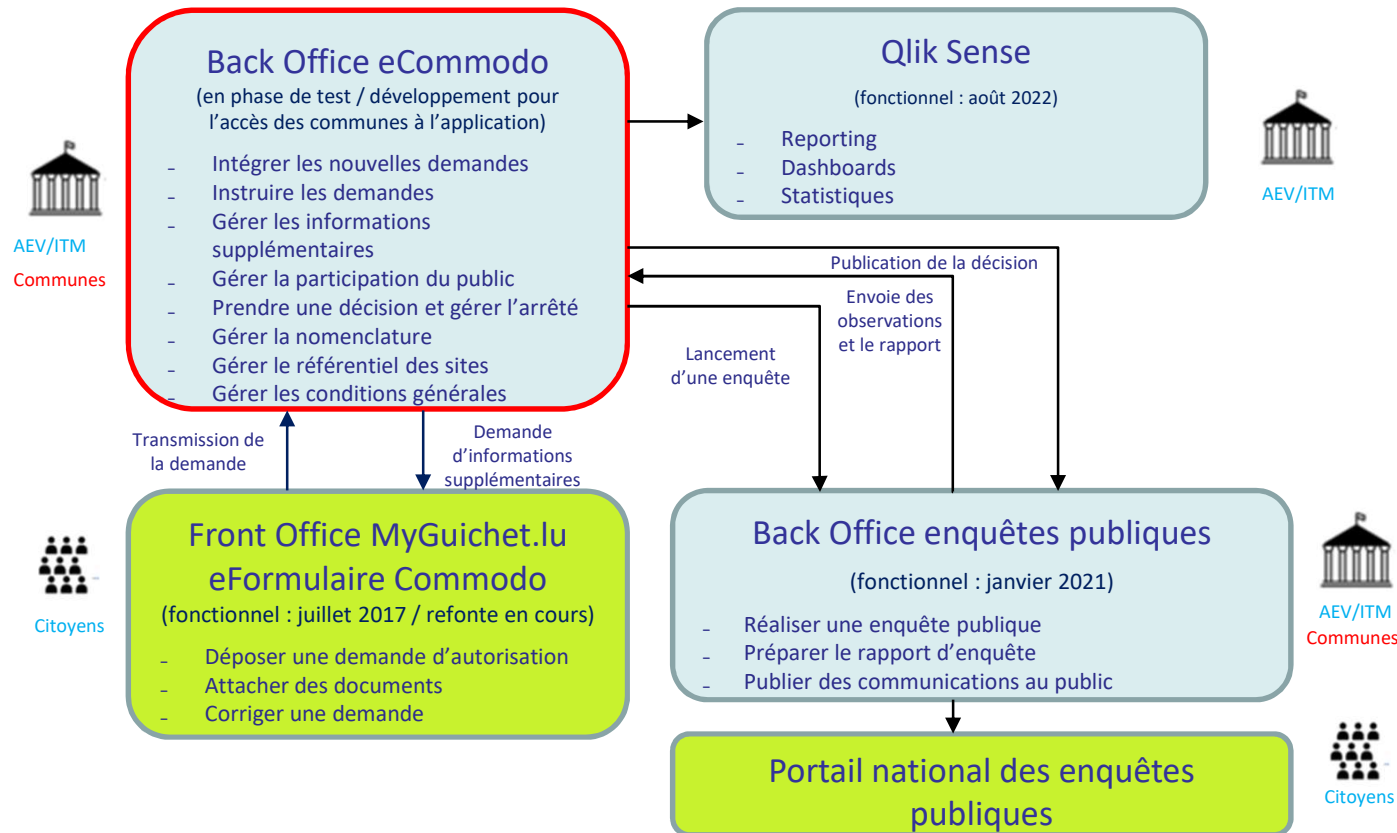 Back Office eCommodo
(en phase de test / développement pour
l'accès des communes à l'application)
- Intégrer les nouvelles demandes
- Instruire les demandes
- Gérer les informations
supplémentaires
- Gérer la participation du public
- Prendre une décision et gérer l'arrêté
- Gérer la nomenclature
- Gérer le référentiel des sites
- Gérer les conditions générales
AEV/ITM
Communes
Qlik Sense
(fonctionnel : août 2022)
- Reporting
- Dashboards
- Statistiques
AEV/ITM
Publication de la décision
Envoie des
observations
et le rapport
Lancement
d'une enquête
Transmission de
la demande
Demande
d'informations
supplémentaires
Front Office MyGuichet.lu
eFormulaire Commodo
(fonctionnel : juillet 2017 / refonte en cours)
- Déposer une demande d'autorisation
- Attacher des documents
- Corriger une demande
Citoyens
Back Office enquêtes publiques
(fonctionnel : janvier 2021)
- Réaliser une enquête publique
- Préparer le rapport d'enquête
- Publier des communications au public
AEV/ITM
Communes
Portail national des enquêtes
publiques
Citoyens